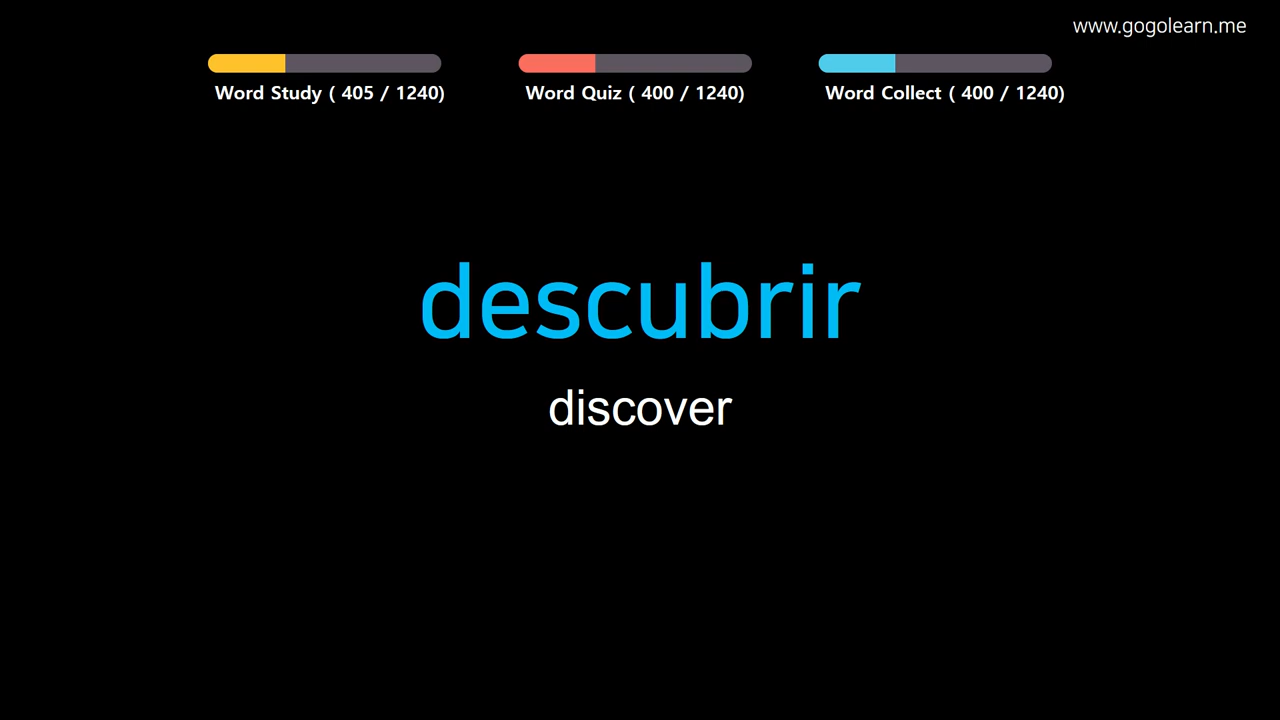 www.gogolearn.me
Word Study ( 405 / 1240)
Word Quiz ( 400 / 1240)
Word Collect ( 400 / 1240)
descubrir
discover